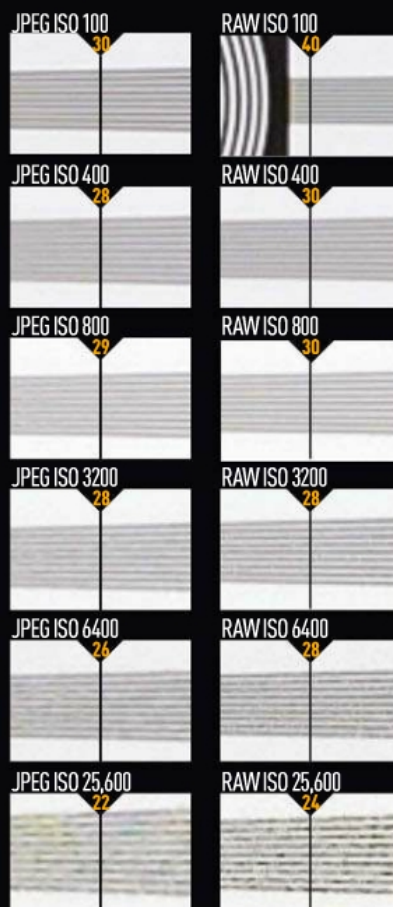 JPEG ISO 100
30
RAW ISO 100
40
JPEG ISO 400
28
RAW ISO 400
30
JPEG ISO 800
29
RAW ISO 800
30
JPEG ISO 3200
28
RAW ISO 3200
28
JPEG ISO 6400
26
RAW ISO 6400
28
JPEG ISO 25,600
22
RAW ISO 25,600
24